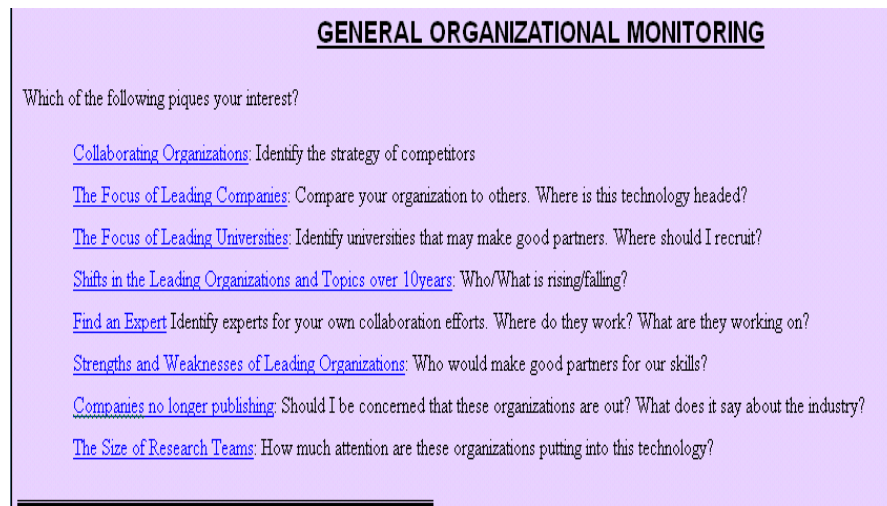 GENERAL ORGANIZATIONAL MONITORING
Which of the following piques your interest?
Collaborating Organizations: Identify the strategy of competitors
The Focus of Leading Companies: Compare your organization to others. Where is this technology headed?
The Focus of Leading Universities: Identify universities that may make good partners. Where should I recruit?
Shifts in the Leading Organizations and Topics over 10years: Who/What is rising/falling?
Find an Expert Identify experts for your own collaboration efforts. Where do they work? What are they working on?
Strengths and Weaknesses of Leading Organizations: Who would make good partners for our skills?
Companies no longer publishing: Should I be concerned that these organizations are out? What does it say about the industry?
The Size of Research Teams: How much attention are these organizations putting into this technology?